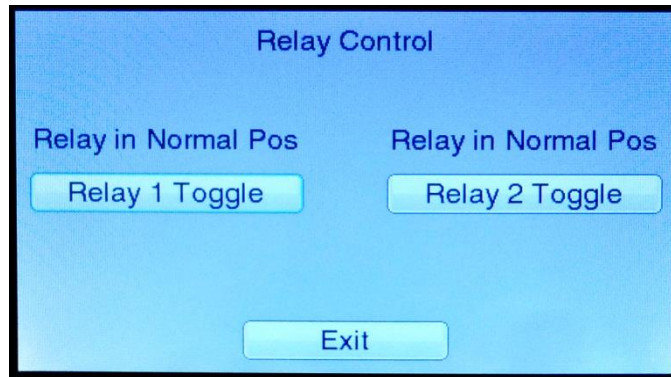 Relay Control
Relay in Normal Pos
Relay in Normal Pos
Relay 1 Toggle
Relay 2 Toggle
Exit